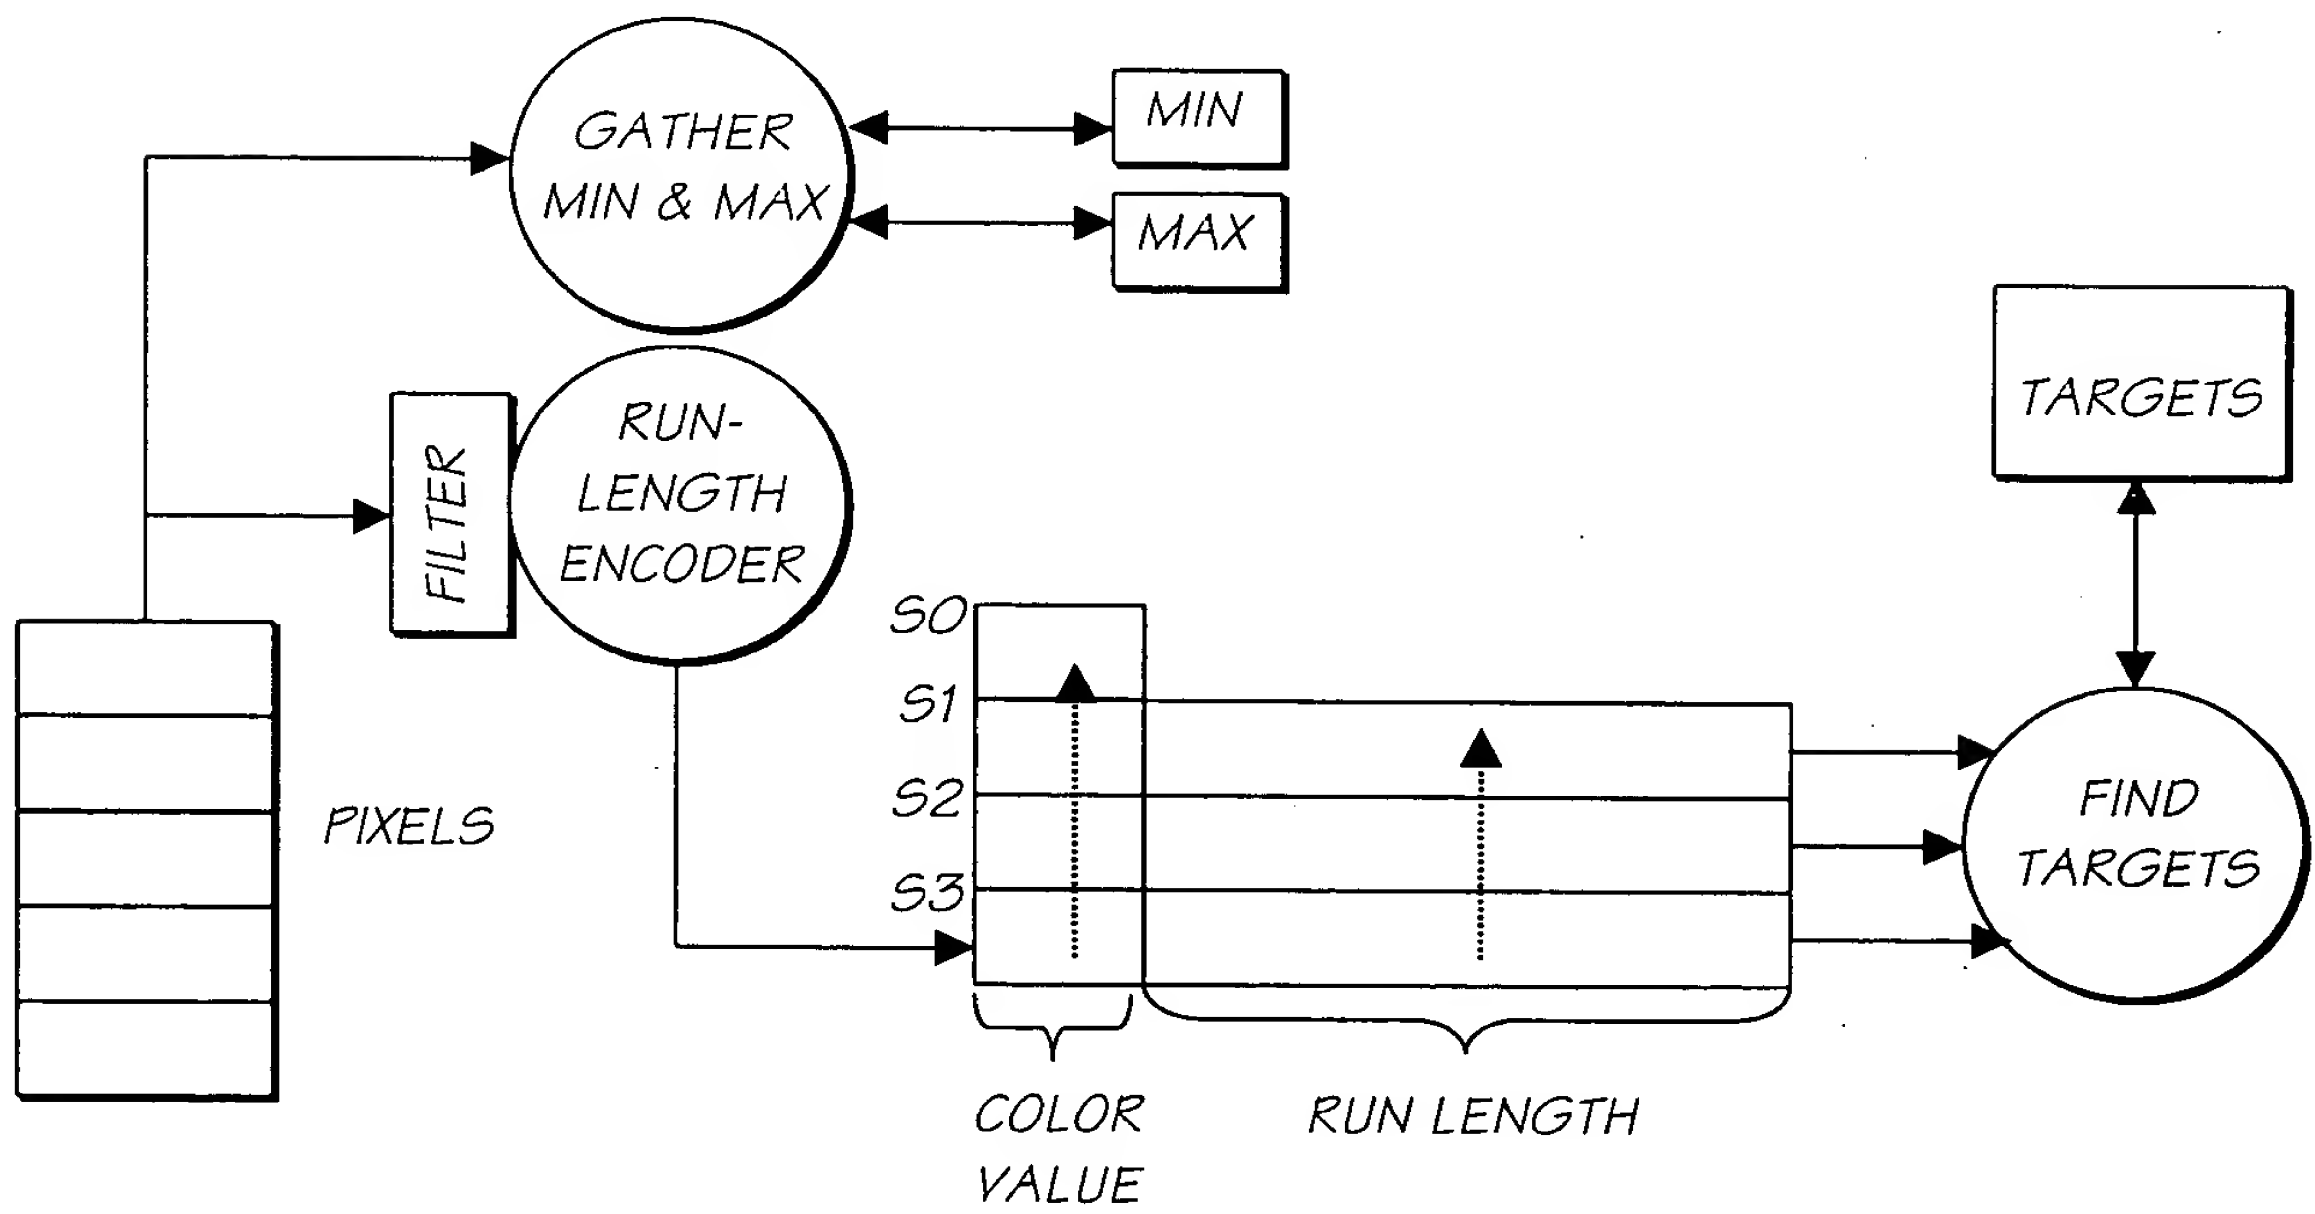 GATHER
MIN & MAX
MIN
MAX
TARGETS
FILTER
RUN-
LENGTH
ENCODER
S0
S1
S2
S3
PIXELS
FIND
TARGETS
COLOR
VALUE
RUN LENGTH